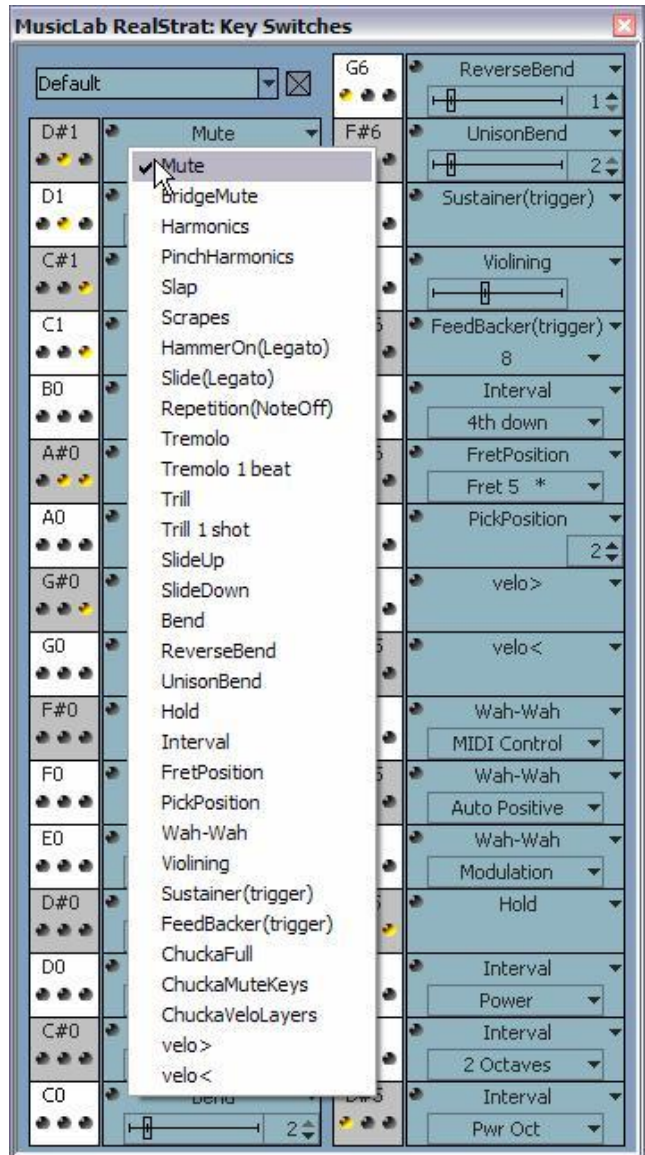 MusicLab RealStrat: Key Switches
Default
D#1
Mute
D1
C#1
C1
B0
A#0
A0
G#0
G0
F#0
F0
E0
D#0
D0
C#0
C0
Mute
BridgeMute
Harmonics
PinchHarmonics
Slap
Scrapes
HammerOn(Legato)
Slide(Legato)
Repetition(NoteOff)
Tremolo
Tremolo 1 beat
Trill
Trill 1 shot
SlideUp
SlideDown
Bend
ReverseBend
UnisonBend
Hold
Interval
FretPosition
PickPosition
Wah-Wah
Violining
Sustainer(trigger)
FeedBacker(trigger)
ChuckaFull
ChuckaMuteKeys
ChuckaVeloLayers
velo>
velo<
Bend
2
G6
ReverseBend
1
F#6
UnisonBend
2
Sustainer(trigger)
Violining
FeedBacker(trigger)
8
Interval
4th down
FretPosition
Fret 5 *
PickPosition
2
velo>
velo<
Wah-Wah
MIDI Control
Wah-Wah
Auto Positive
Wah-Wah
Modulation
Hold
Interval
Power
Interval
2 Octaves
D#5
Interval
Pwr Oct